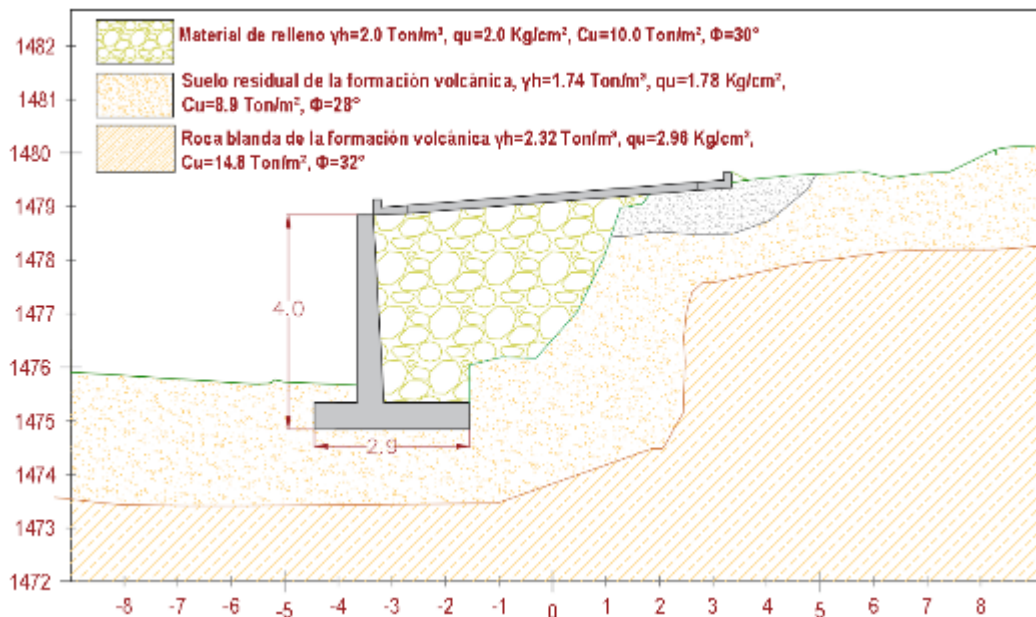 Material de relleno γh=2.0 Ton/m³, qu=2.0 Kg/cm², Cu=10.0 Ton/m², Φ=30°
Suelo residual de la formación volcánica, γh=1.74 Ton/m³, qu=1.78 Kg/cm²,
Cu=8.9 Ton/m², Φ=28°
Roca blanda de la formación volcánica γh=2.32 Ton/m³, qu=2.96 Kg/cm²,
Cu=14.8 Ton/m², Φ=32°
1482
1481
1480
1479
1478
1477
1476
1475
1474
1473
1472
4.0
2.9
-8 -7 -6 -5 -4 -3 -2 -1 0 1 2 3 4 5 6 7 8